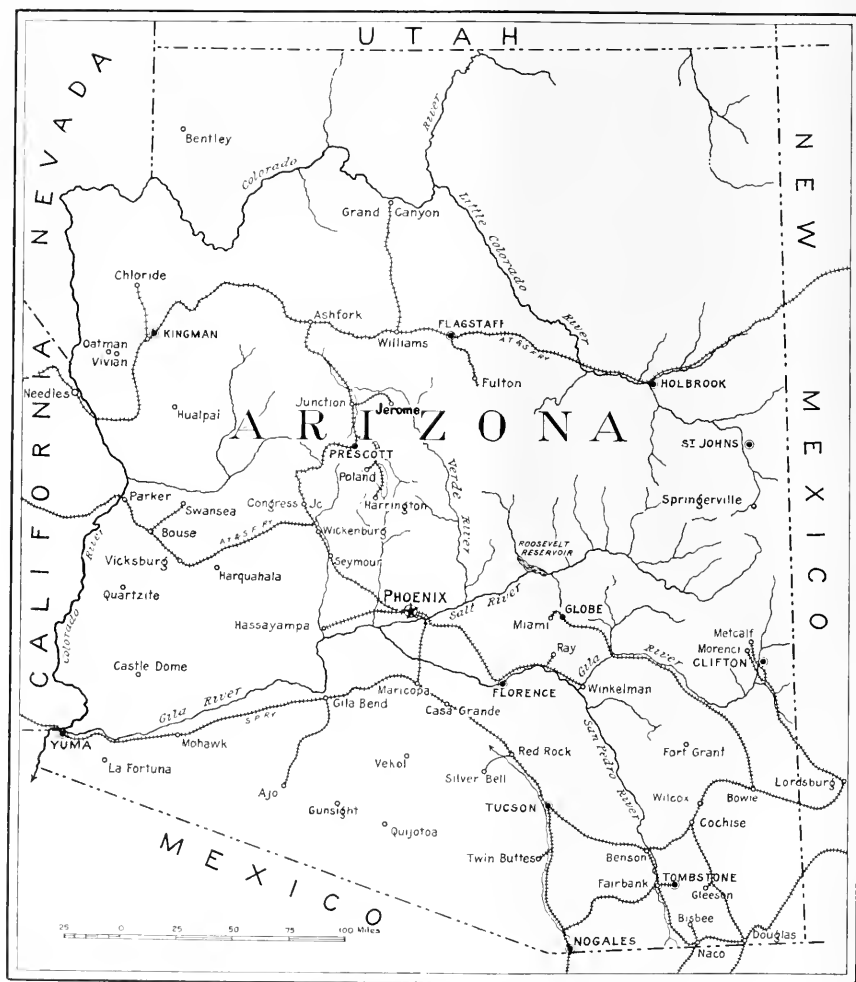 UTAH
NEVADA
NEW MEXICO
CALIFORNIA
MEXICO
ARIZONA
Bentley
Colorado
River
Grand Canyon
Little Colorado River
Chloride
KINGMAN
Oatman
Vivian
Needles
Hualpai
Ashfork
Williams
FLAGSTAFF
A.T.& S.F.RY
Fulton
HOLBROOK
Junction
Jerome
PRESCOTT
Poland
Harrington
Verde River
ST JOHNS
Springerville
Parker
Swansea
Bouse
A.T.& S.F. RY
Congress Jc.
Wickenburg
Seymour
Vicksburg
Harquahala
Quartzite
Colorado River
ROOSEVELT RESERVOIR
PHOENIX
Salt River
Hassayampa
Miami
GLOBE
Ray
Gila River
Metcalf
Morenci
CLIFTON
Castle Dome
Gila River
S.P.RY
Maricopa
Gila Bend
Casa Grande
FLORENCE
Winkelman
San Pedro River
YUMA
Mohawk
La Fortuna
Vekol
Red Rock
Silver Bell
Fort Grant
Ajo
Gunsight
Quijotoa
TUCSON
Wilcox
Bowie
Lordsburg
Cochise
Twin Buttes
Benson
Fairbank
TOMBSTONE
Gleeson
Bisbee
NOGALES
Naco
Douglas
25 0 25 50 75 100 Miles